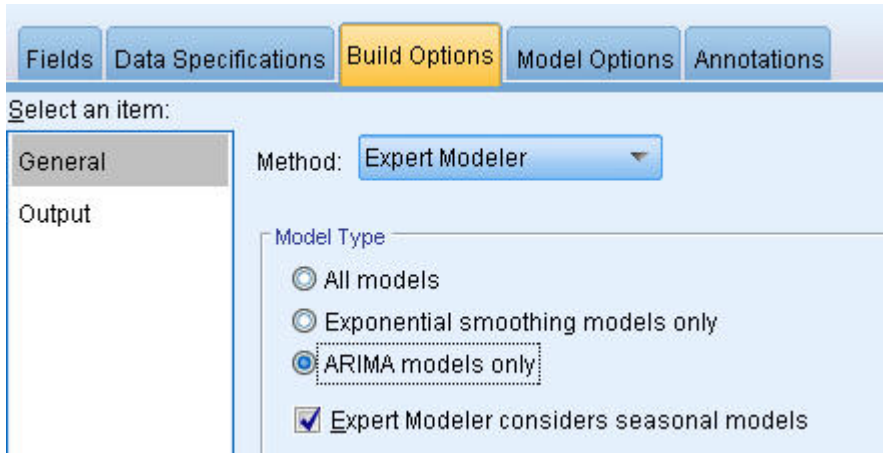 Fields Data Specifications Build Options Model Options Annotations
Select an item:
General
Output
Method: Expert Modeler
Model Type
All models
Exponential smoothing models only
ARIMA models only
Expert Modeler considers seasonal models